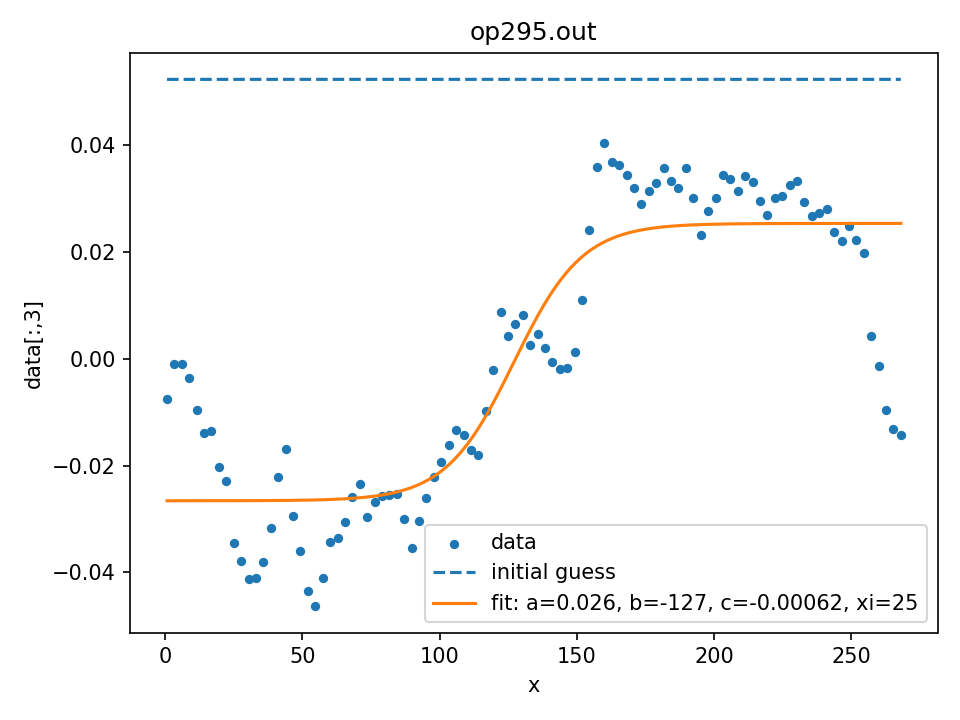 op295.out
data[:,3]
0.04
0.02
0.00
−0.02
−0.04
data
initial guess
fit: a=0.026, b=-127, c=-0.00062, xi=25
0 50 100 150 200 250
x